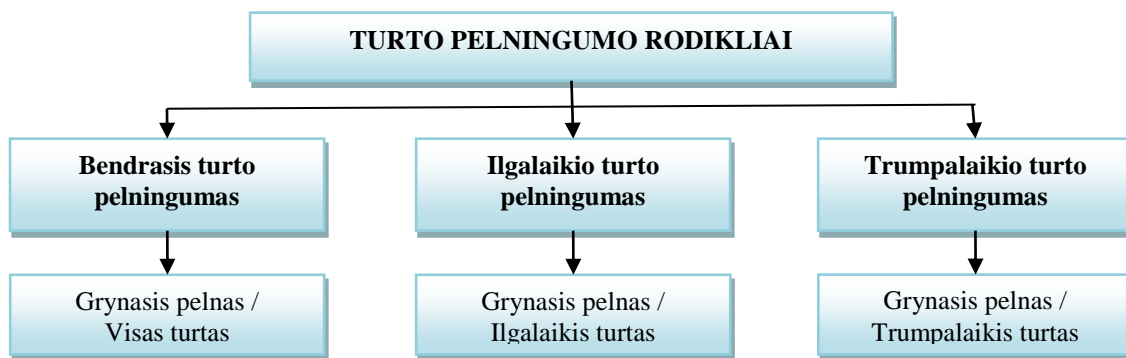 TURTO PELNINGUMO RODIKLIAI
Bendrasis turto
pelningumas
Ilgalaikio turto
pelningumas
Trumpalaikio turto
pelningumas
Grynasis pelnas /
Visas turtas
Grynasis pelnas /
Ilgalaikis turtas
Grynasis pelnas /
Trumpalaikis turtas